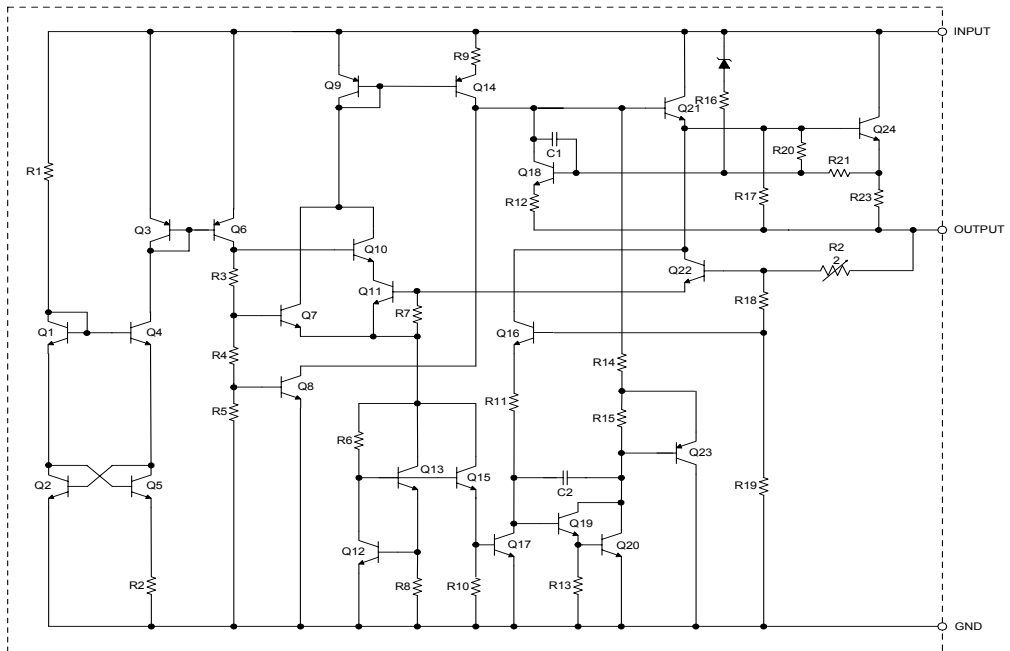 INPUT
R9
Q9
Q14
Q21
R16
Q24
C1
R20
R1
Q18
R21
R12
R17
R23
Q3
Q6
OUTPUT
Q10
R2
2
Q22
R3
Q11
R18
R7
Q7
Q1
Q4
Q16
R4
R14
Q8
R11
R5
R15
R6
Q13
Q23
Q15
Q2
Q5
R19
C2
Q19
Q12
Q17
Q20
R2
R8
R10
R13
GND